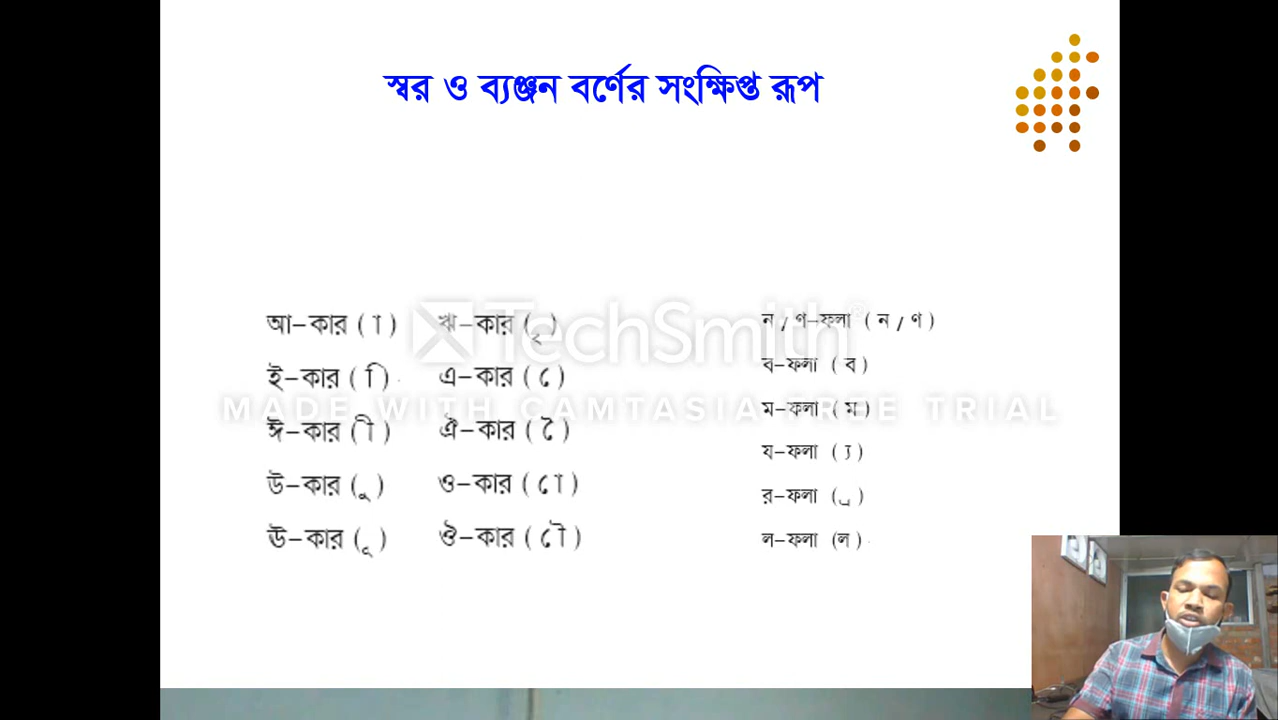 স্বর ও ব্যঞ্জন বর্ণের সংক্ষিপ্ত রূপ
আ-কার ( া ) ঋ-কার ( ৃ ) ন / ণ-ফলা ( ন / ণ )
ই-কার ( ি ) এ-কার ( ে ) ব-ফলা ( ব )
TechSmith®
MADE WITH CAMTASIA FREE TRIAL
ঈ-কার ( ী ) ঐ-কার ( ৈ ) ম-ফলা ( ম )
উ-কার ( ু ) ও-কার ( ো ) য-ফলা ( ্য )
ঊ-কার ( ূ ) ঔ-কার ( ৌ ) র-ফলা ( ্র )
ল-ফলা (ল )